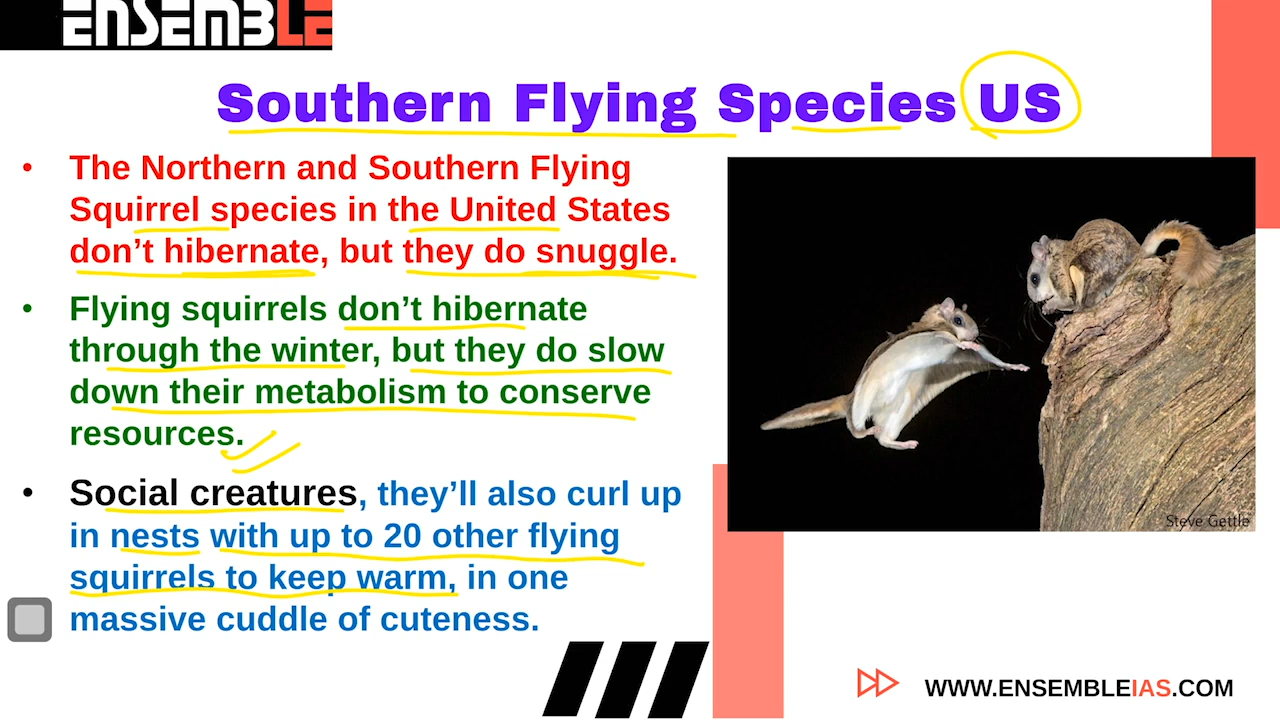 ENSEMBLE
Southern Flying Species US
• The Northern and Southern Flying
Squirrel species in the United States
don’t hibernate, but they do snuggle.
• Flying squirrels don’t hibernate
through the winter, but they do slow
down their metabolism to conserve
resources.
• Social creatures, they’ll also curl up
in nests with up to 20 other flying
squirrels to keep warm, in one
massive cuddle of cuteness.
Steve Gettle
WWW.ENSEMBLEIAS.COM